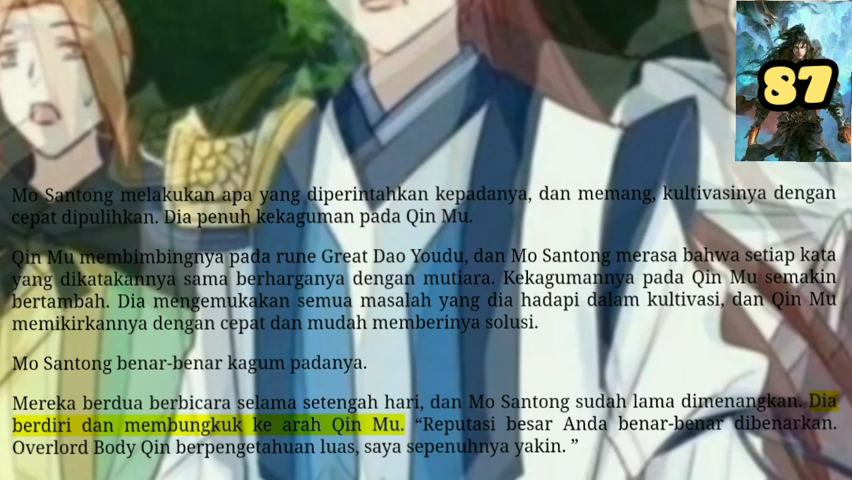 87
Mo Santong melakukan apa yang diperintahkan kepadanya, dan memang, kultivasinya dengan
cepat dipulihkan. Dia penuh kekaguman pada Qin Mu.
Qin Mu membimbingnya pada rune Great Dao Youdu, dan Mo Santong merasa bahwa setiap kata
yang dikatakannya sama berharganya dengan mutiara. Kekagumannya pada Qin Mu semakin
bertambah. Dia mengemukakan semua masalah yang dia hadapi dalam kultivasi, dan Qin Mu
memikirkannya dengan cepat dan mudah memberinya solusi.
Mo Santong benar-benar kagum padanya.
Mereka berdua berbicara selama setengah hari, dan Mo Santong sudah lama dimenangkan. Dia
berdiri dan membungkuk ke arah Qin Mu. “Reputasi besar Anda benar-benar dibenarkan.
Overlord Body Qin berpengetahuan luas, saya sepenuhnya yakin. ”